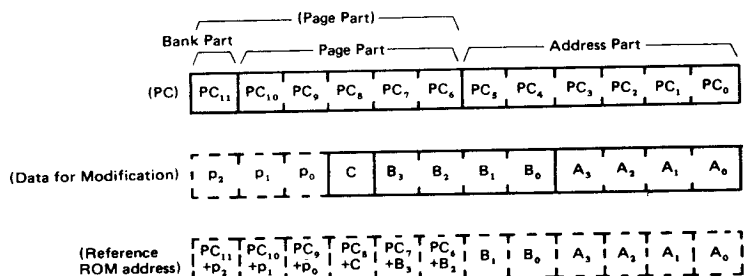 (Page Part)
Bank Part
Page Part
Address Part
(PC) PC₁₁ PC₁₀ PC₉ PC₈ PC₇ PC₆ PC₅ PC₄ PC₃ PC₂ PC₁ PC₀
(Data for Modification) p₂ p₁ p₀ C B₃ B₂ B₁ B₀ A₃ A₂ A₁ A₀
(Reference
ROM address)
PC₁₁ PC₁₀ PC₉ PC₈ PC₇ PC₆
+p₂ +p₁ +p₀ +C +B₃ +B₂ B₁ B₀ A₃ A₂ A₁ A₀